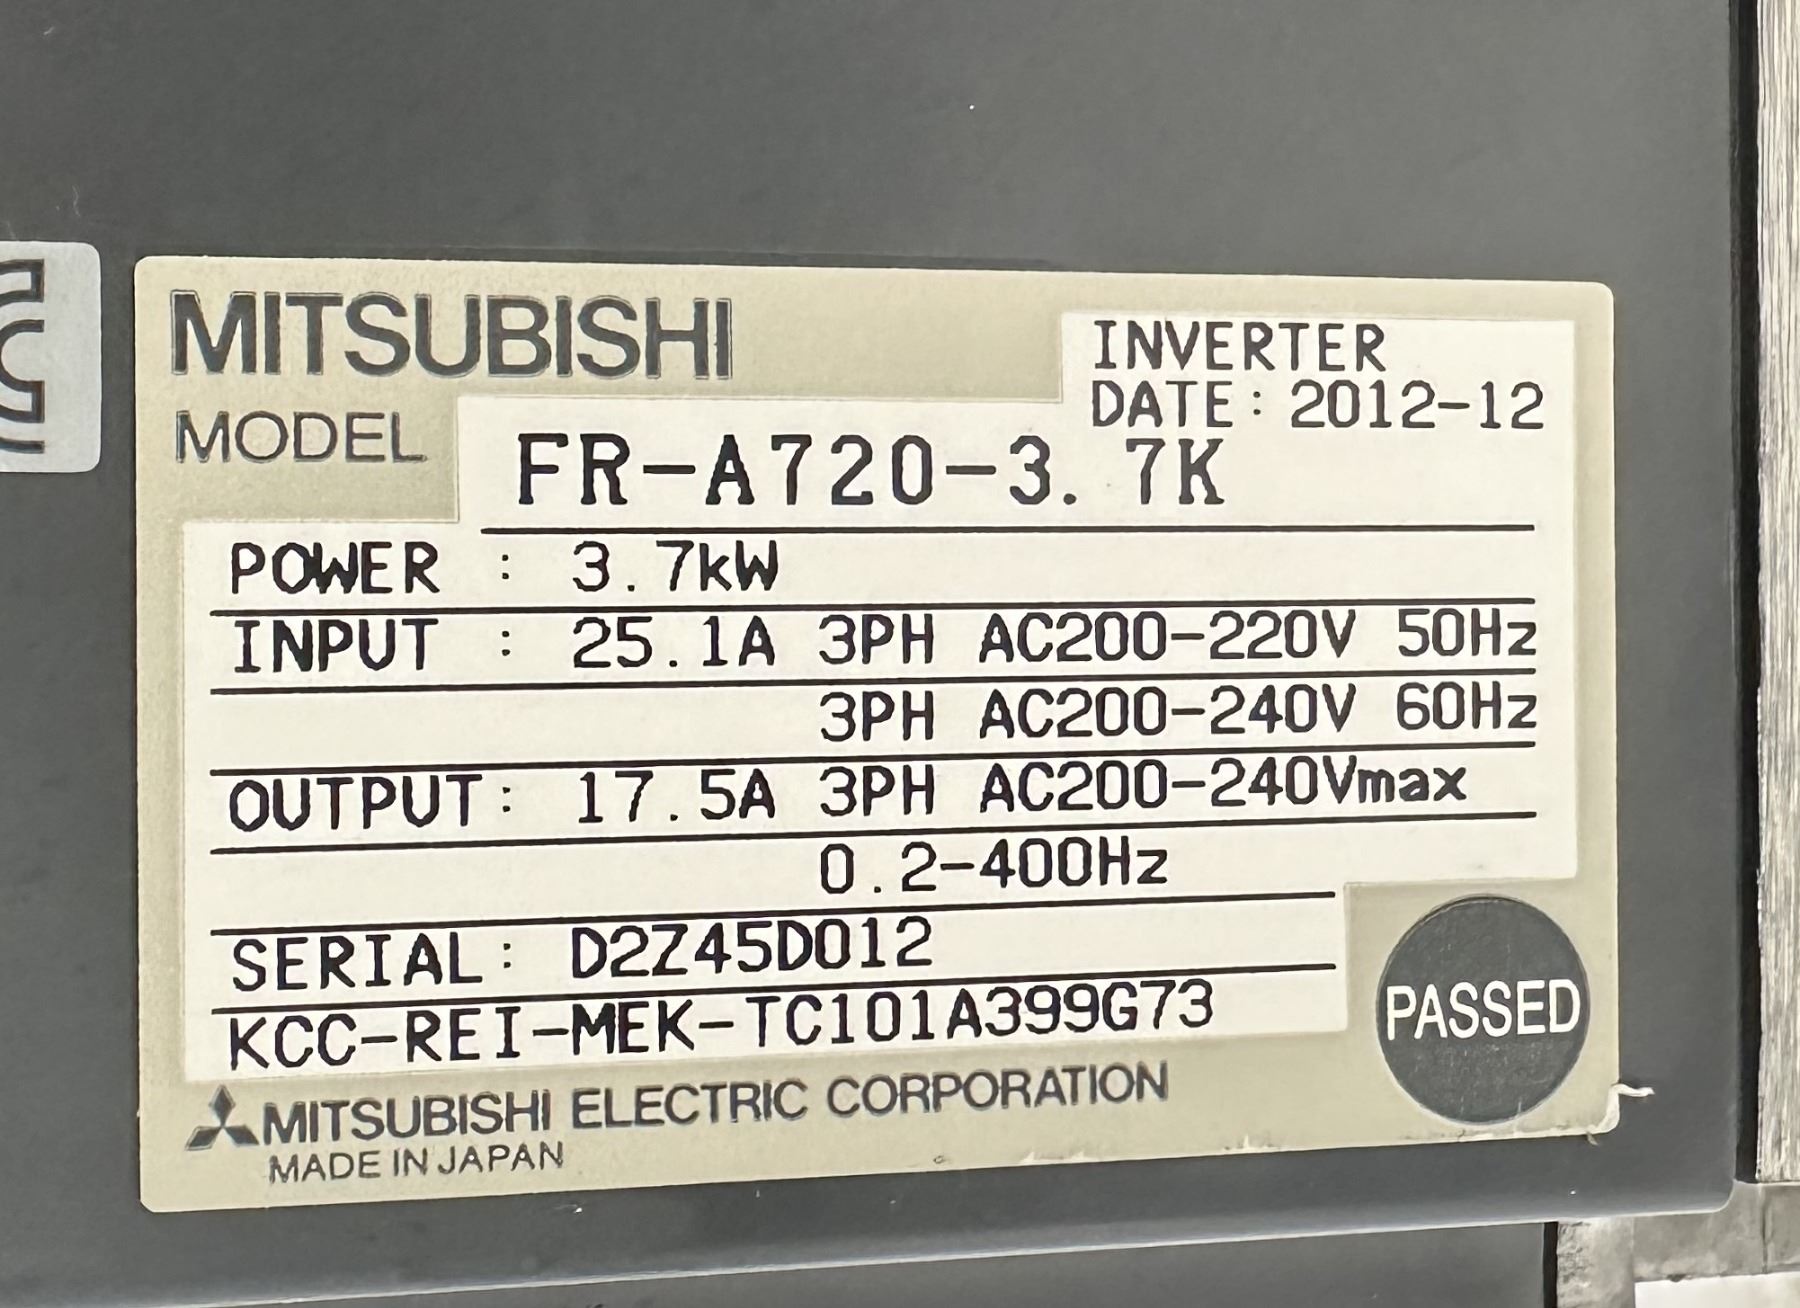 MITSUBISHI
INVERTER
DATE: 2012-12
MODEL FR-A720-3.7K
POWER : 3.7kW
INPUT : 25.1A 3PH AC200-220V 50Hz
3PH AC200-240V 60Hz
OUTPUT: 17.5A 3PH AC200-240Vmax
0.2-400Hz
SERIAL: D2Z45D012
KCC-REI-MEK-TC101A399G73
PASSED
MITSUBISHI ELECTRIC CORPORATION
MADE IN JAPAN